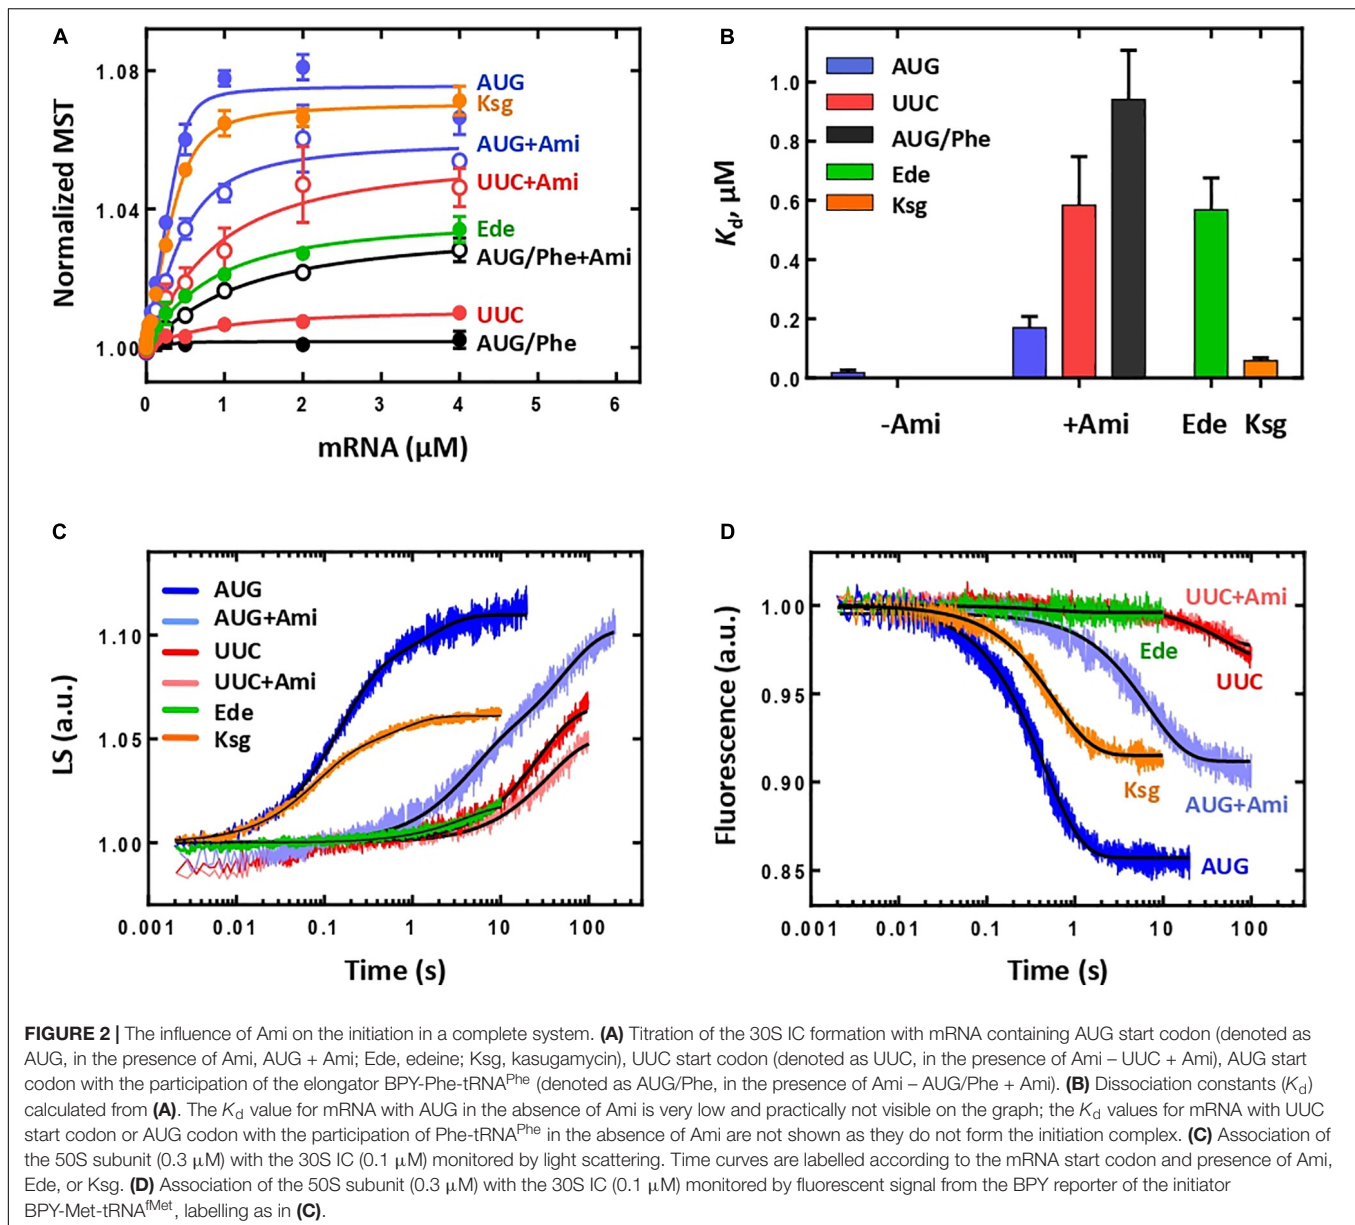 A
Normalized MST
1.08
1.04
1.00
AUG
Ksg
AUG+Ami
UUC+Ami
Ede
AUG/Phe+Ami
UUC
AUG/Phe
0 1 2 3 4 5 6
mRNA (µM)
B
Kd, µM
1.0
0.8
0.6
0.4
0.2
0.0
AUG
UUC
AUG/Phe
Ede
Ksg
-Ami +Ami Ede Ksg
C
LS (a.u.)
1.10
1.05
1.00
AUG
AUG+Ami
UUC
UUC+Ami
Ede
Ksg
0.001 0.01 0.1 1 10 100
Time (s)
D
Fluorescence (a.u.)
1.00
0.95
0.90
0.85
UUC+Ami
Ede
UUC
Ksg
AUG+Ami
AUG
0.001 0.01 0.1 1 10 100
Time (s)
FIGURE 2 | The influence of Ami on the initiation in a complete system. (A) Titration of the 30S IC formation with mRNA containing AUG start codon (denoted as
AUG, in the presence of Ami, AUG + Ami; Ede, edeine; Ksg, kasugamycin), UUC start codon (denoted as UUC, in the presence of Ami – UUC + Ami), AUG start
codon with the participation of the elongator BPY-Phe-tRNAPhe (denoted as AUG/Phe, in the presence of Ami – AUG/Phe + Ami). (B) Dissociation constants (Kd)
calculated from (A). The Kd value for mRNA with AUG in the absence of Ami is very low and practically not visible on the graph; the Kd values for mRNA with UUC
start codon or AUG codon with the participation of Phe-tRNAPhe in the absence of Ami are not shown as they do not form the initiation complex. (C) Association of
the 50S subunit (0.3 µM) with the 30S IC (0.1 µM) monitored by light scattering. Time curves are labelled according to the mRNA start codon and presence of Ami,
Ede, or Ksg. (D) Association of the 50S subunit (0.3 µM) with the 30S IC (0.1 µM) monitored by fluorescent signal from the BPY reporter of the initiator
BPY-Met-tRNAfMet, labelling as in (C).